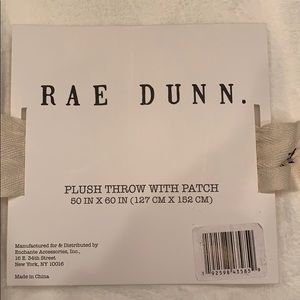 RAE DUNN.
PLUSH THROW WITH PATCH
50 IN X 60 IN (127 CM X 152 CM)
Manufactured for & Distributed by
Enchante Accessories, Inc.,
16 E. 34th Street
New York, NY 10016
Made in China